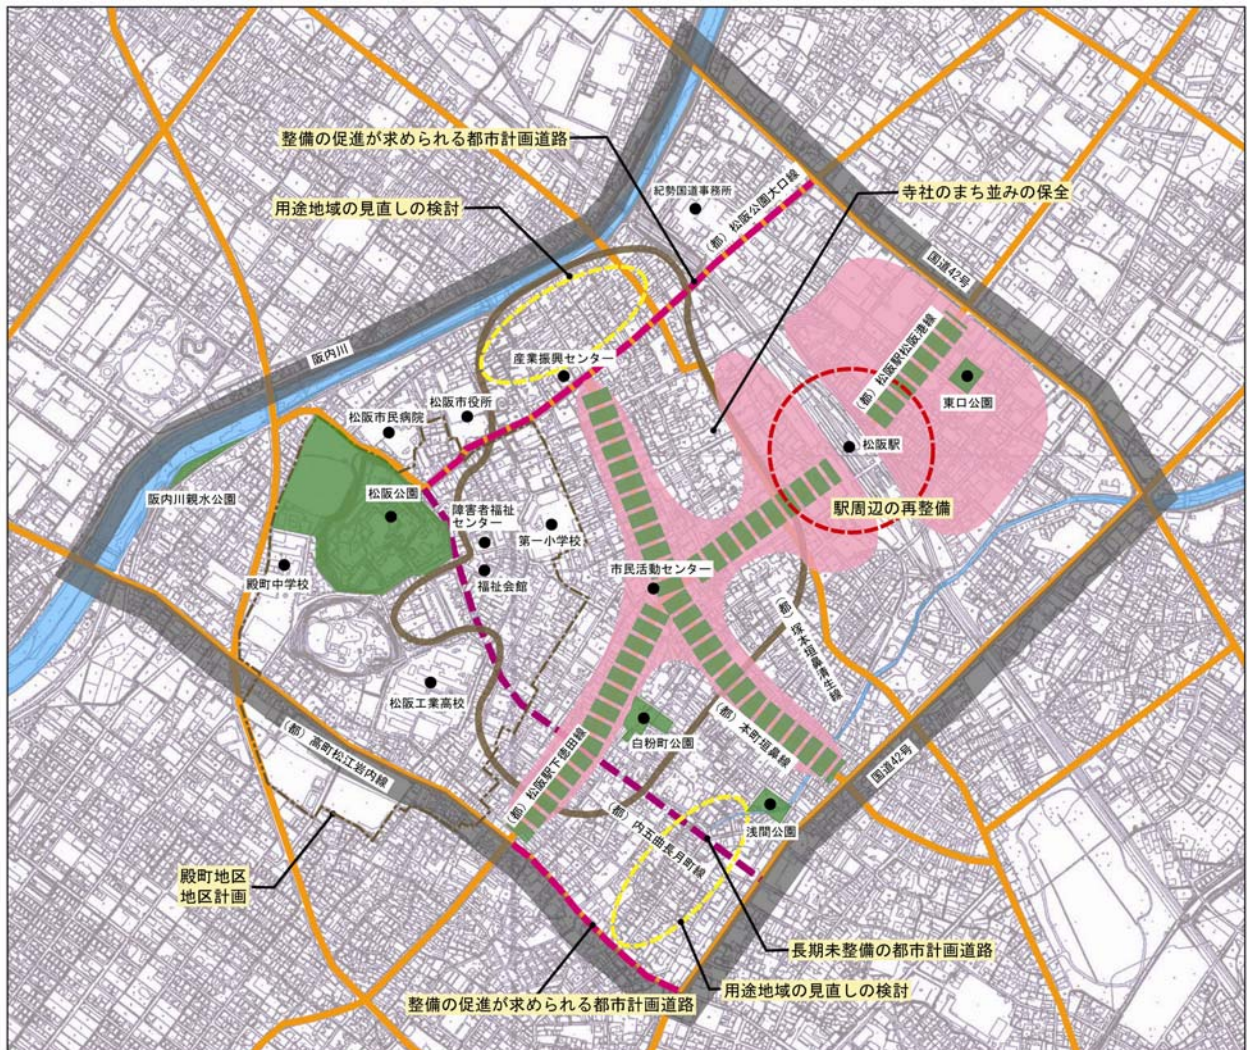 整備の促進が求められる都市計画道路
用途地域の見直しの検討
紀勢国道事務所
(都) 松阪公園大口線
寺社のまち並みの保全
国道42号
阪内川
産業振興センター
(都) 松阪駅松阪港線
東口公園
松阪市役所
松阪市民病院
松阪駅
松阪公園
阪内川親水公園
駅周辺の再整備
障害者福祉
センター
第一小学校
市民活動センター
殿町中学校
福祉会館
(都) 塚本垣鼻清生線
松阪工業高校
白粉町公園
(都) 本町垣鼻線
国道42号
(都) 高町松江岩内線
(都) 松阪駅下徳田線
(都) 内五曲長月町線
浅間公園
殿町地区
地区計画
長期未整備の都市計画道路
用途地域の見直しの検討
整備の促進が求められる都市計画道路